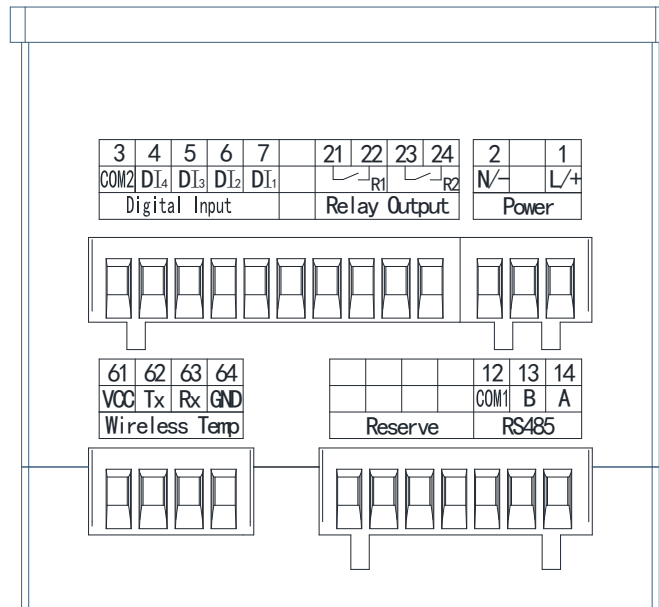 3 4 5 6 7 21 22 23 24 2 1
COM2 DI4 DI3 DI2 DI1 R1 R2 N/- L/+
Digital Input Relay Output Power
61 62 63 64 12 13 14
VCC Tx Rx GND COM1 B A
Wireless Temp Reserve RS485